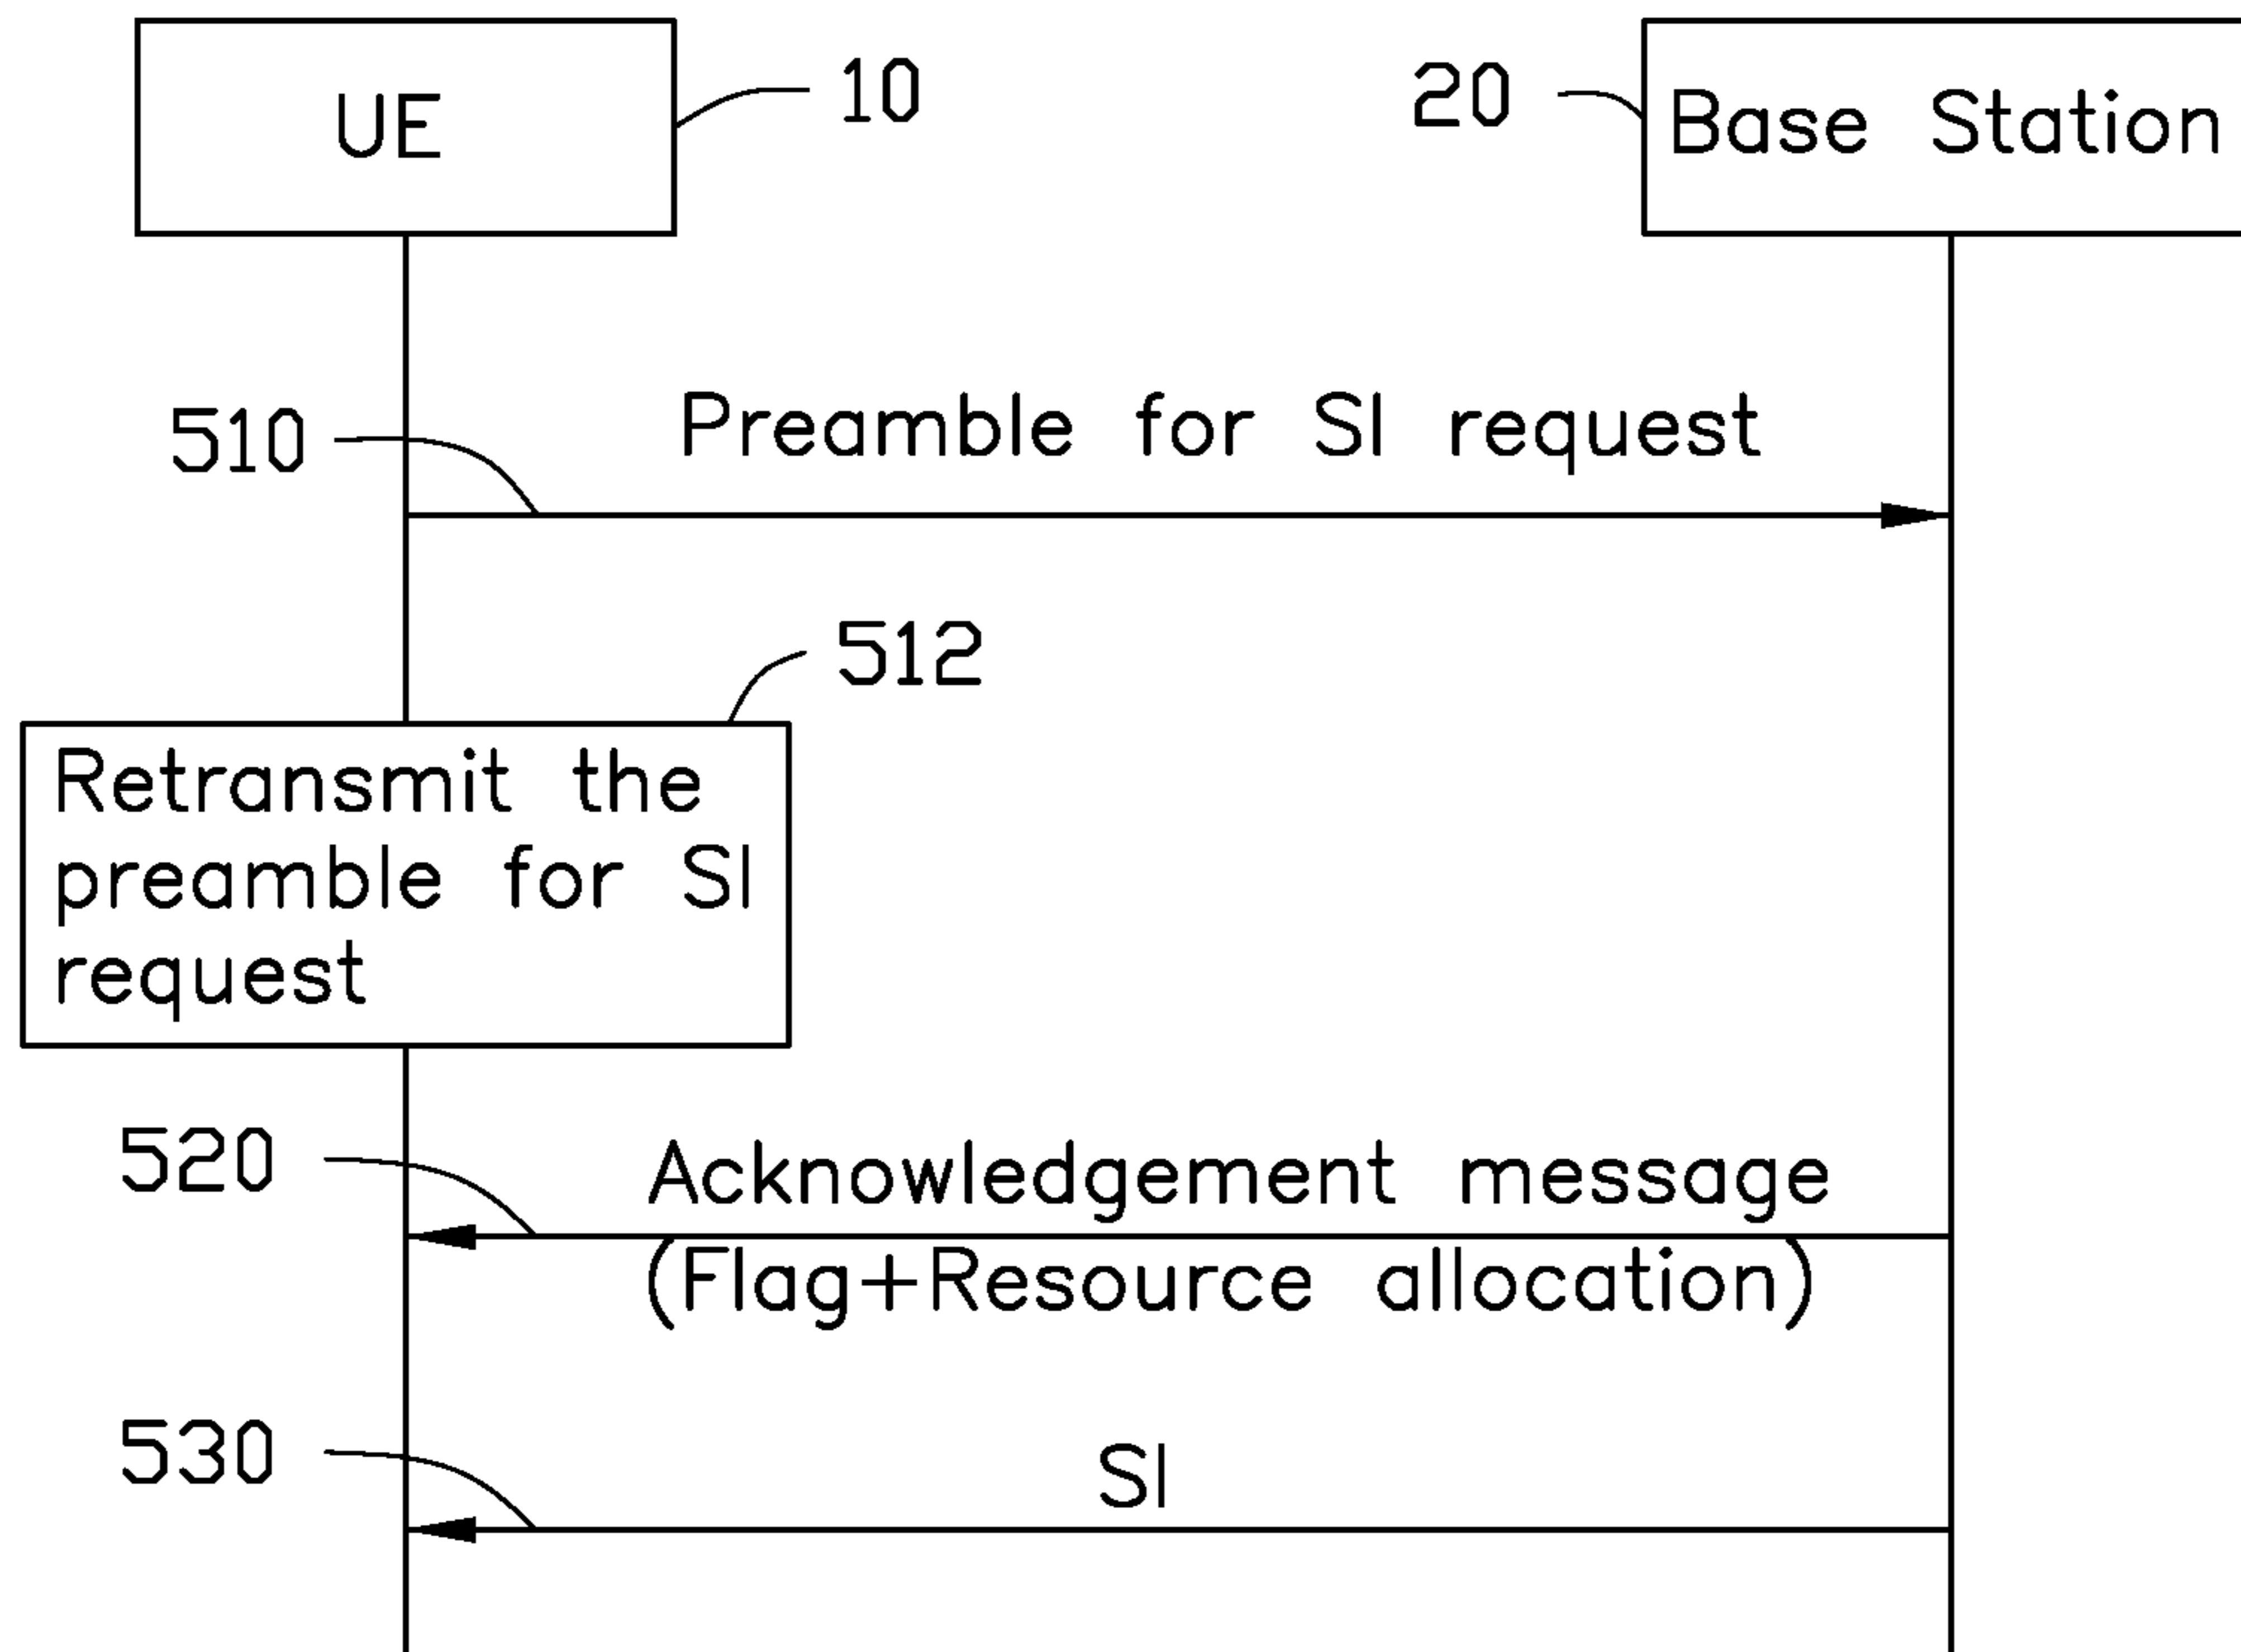 UE
10
20
Base Station
510
Preamble for SI request
512
Retransmit the
preamble for SI
request
520
Acknowledgement message
(Flag+Resource allocation)
530
SI